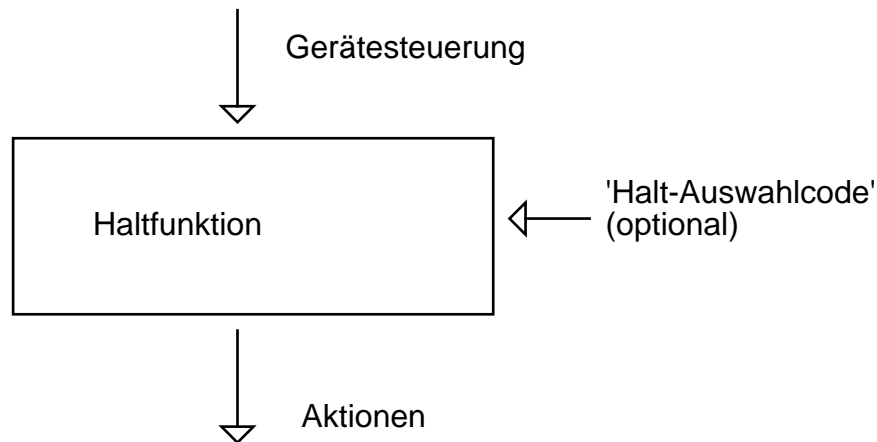 Gerätesteuerung
'Halt-Auswahlcode'
(optional)
Haltfunktion
Aktionen